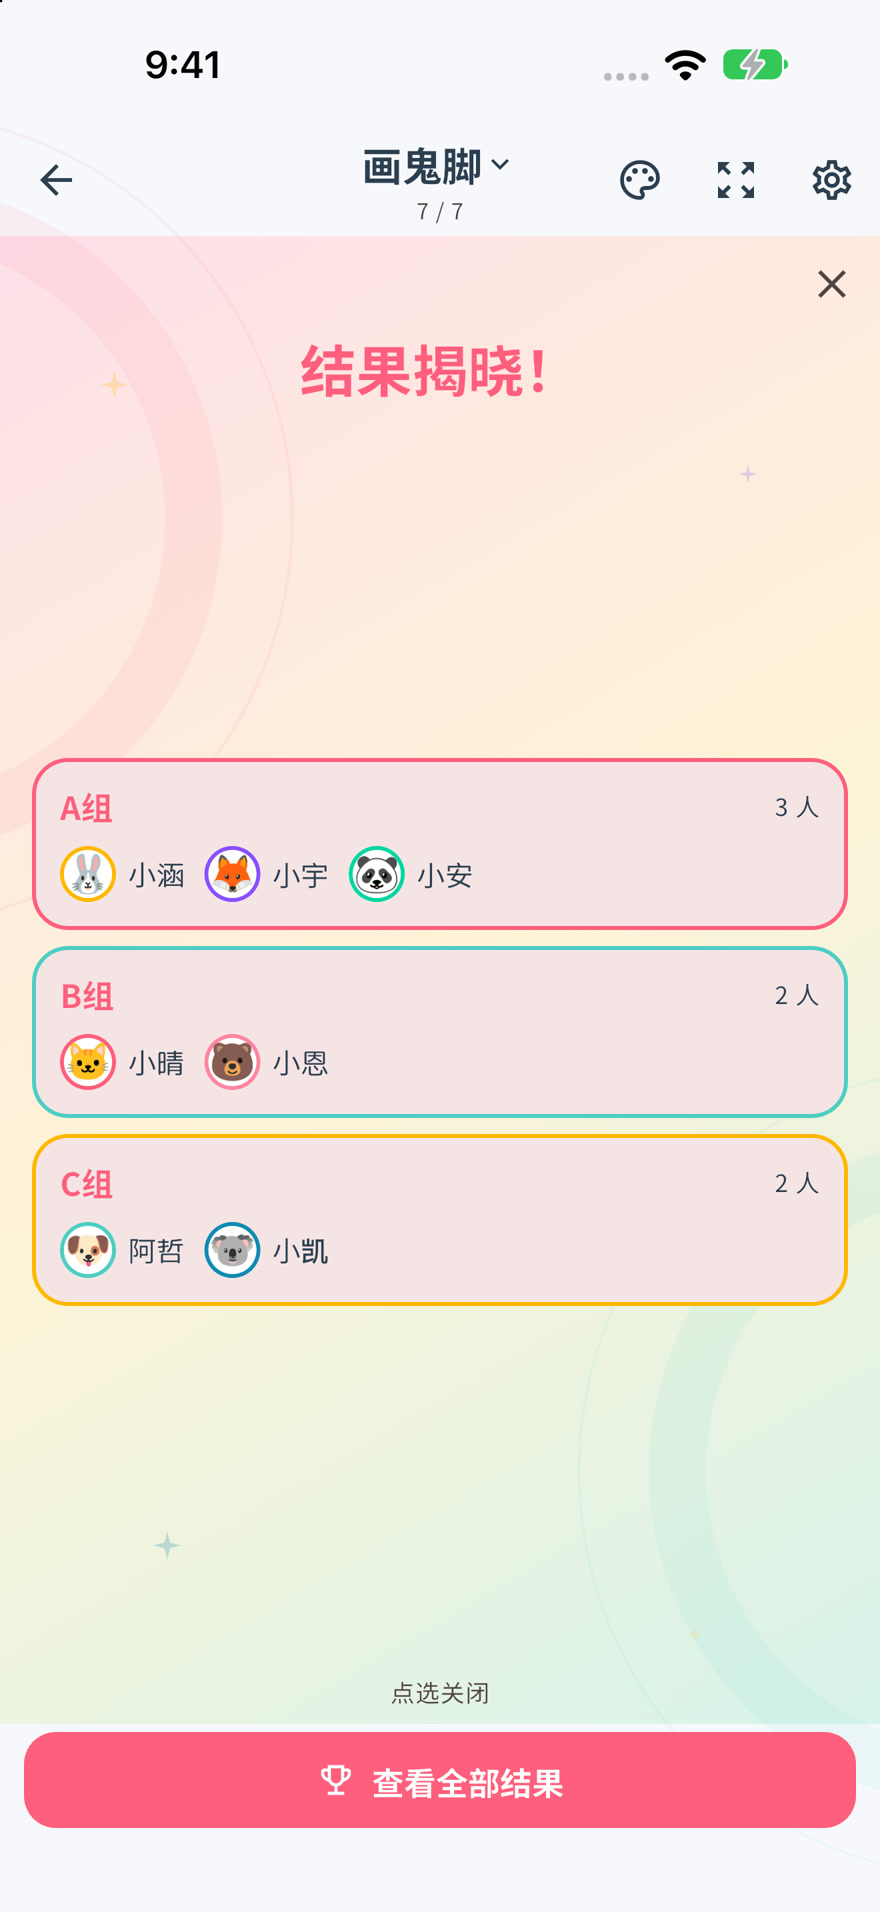 9:41
画鬼脚
7 / 7
结果揭晓！
A组
3 人
小涵 小宇 小安
B组
2 人
小晴 小恩
C组
2 人
阿哲 小凯
点选关闭
查看全部结果